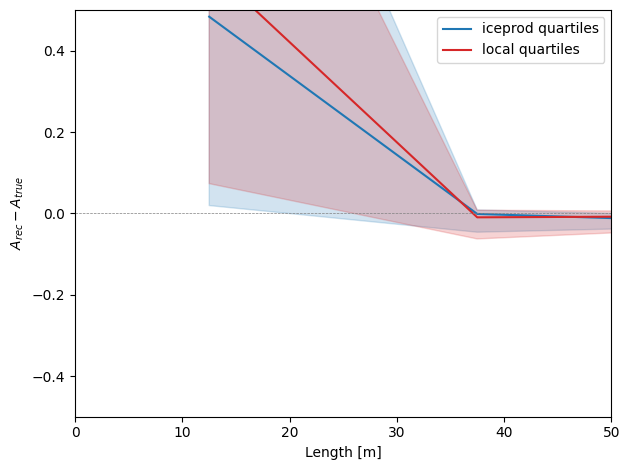 0.4
0.2
0.0
−0.2
−0.4
A_rec − A_true
iceprod quartiles
local quartiles
0 10 20 30 40 50
Length [m]